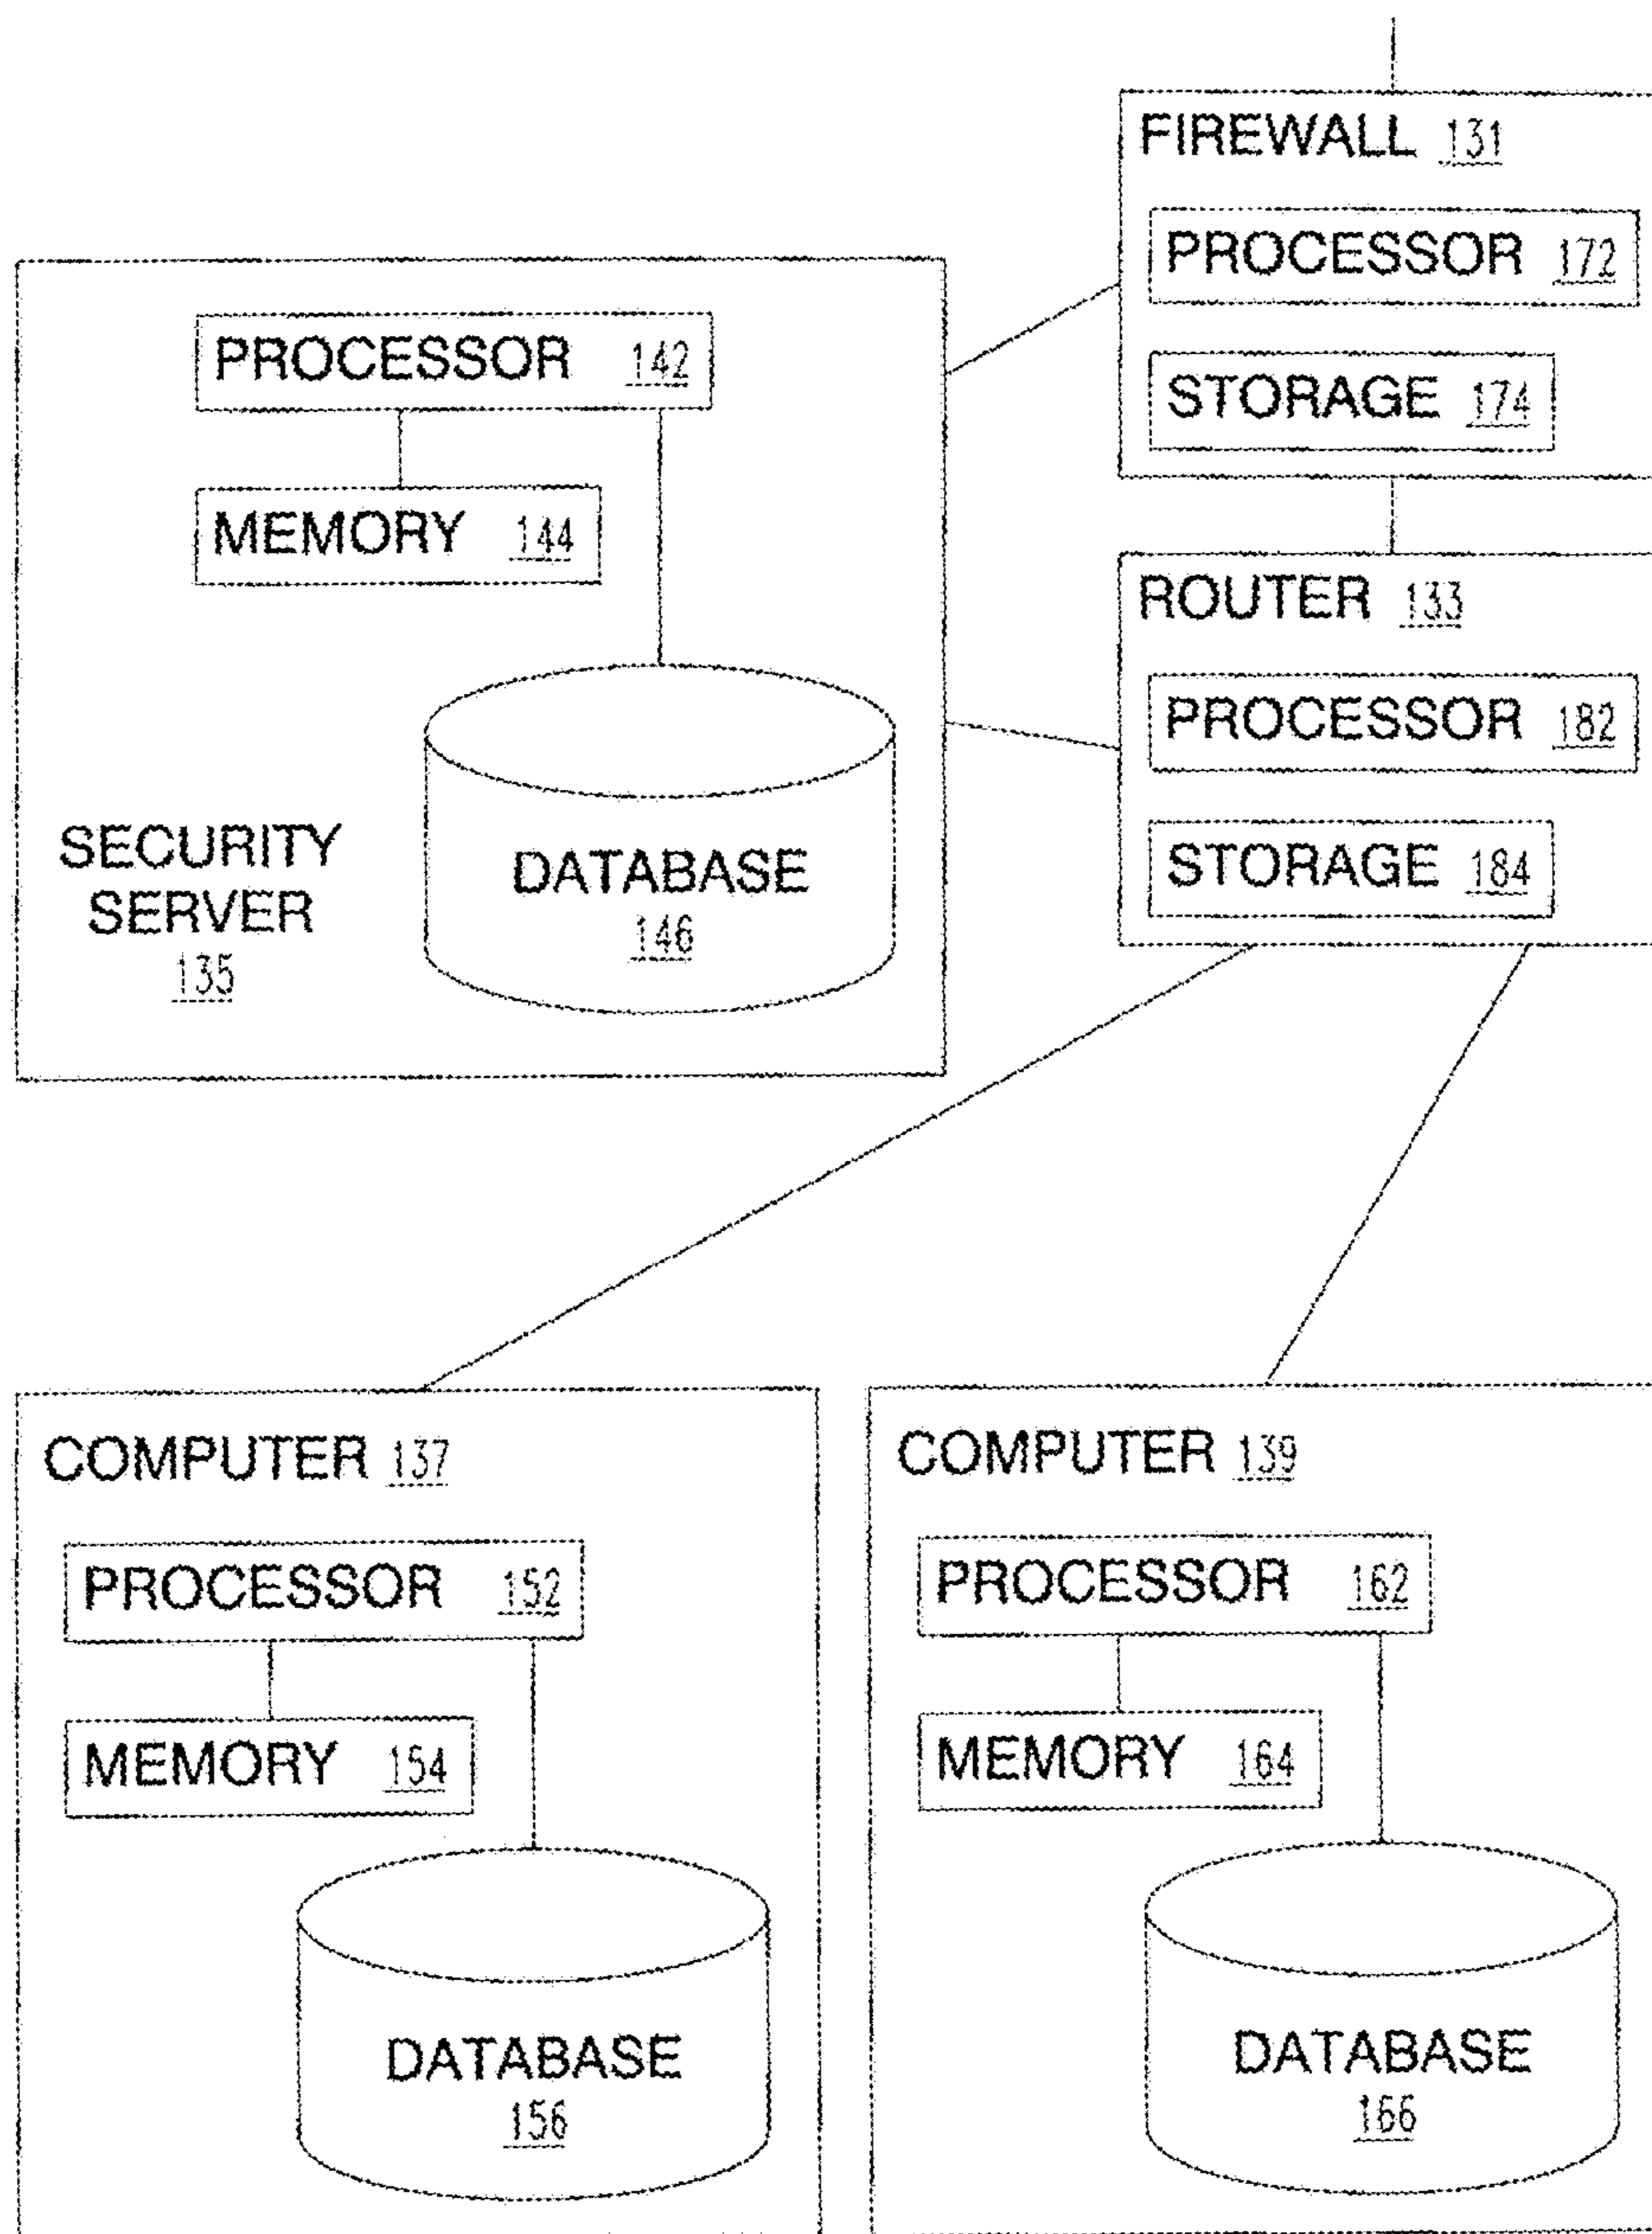 FIREWALL 131
PROCESSOR 172
STORAGE 174
PROCESSOR 142
MEMORY 144
DATABASE
146
SECURITY
SERVER
135
ROUTER 133
PROCESSOR 182
STORAGE 184
COMPUTER 137
PROCESSOR 152
MEMORY 154
DATABASE
156
COMPUTER 139
PROCESSOR 162
MEMORY 164
DATABASE
166